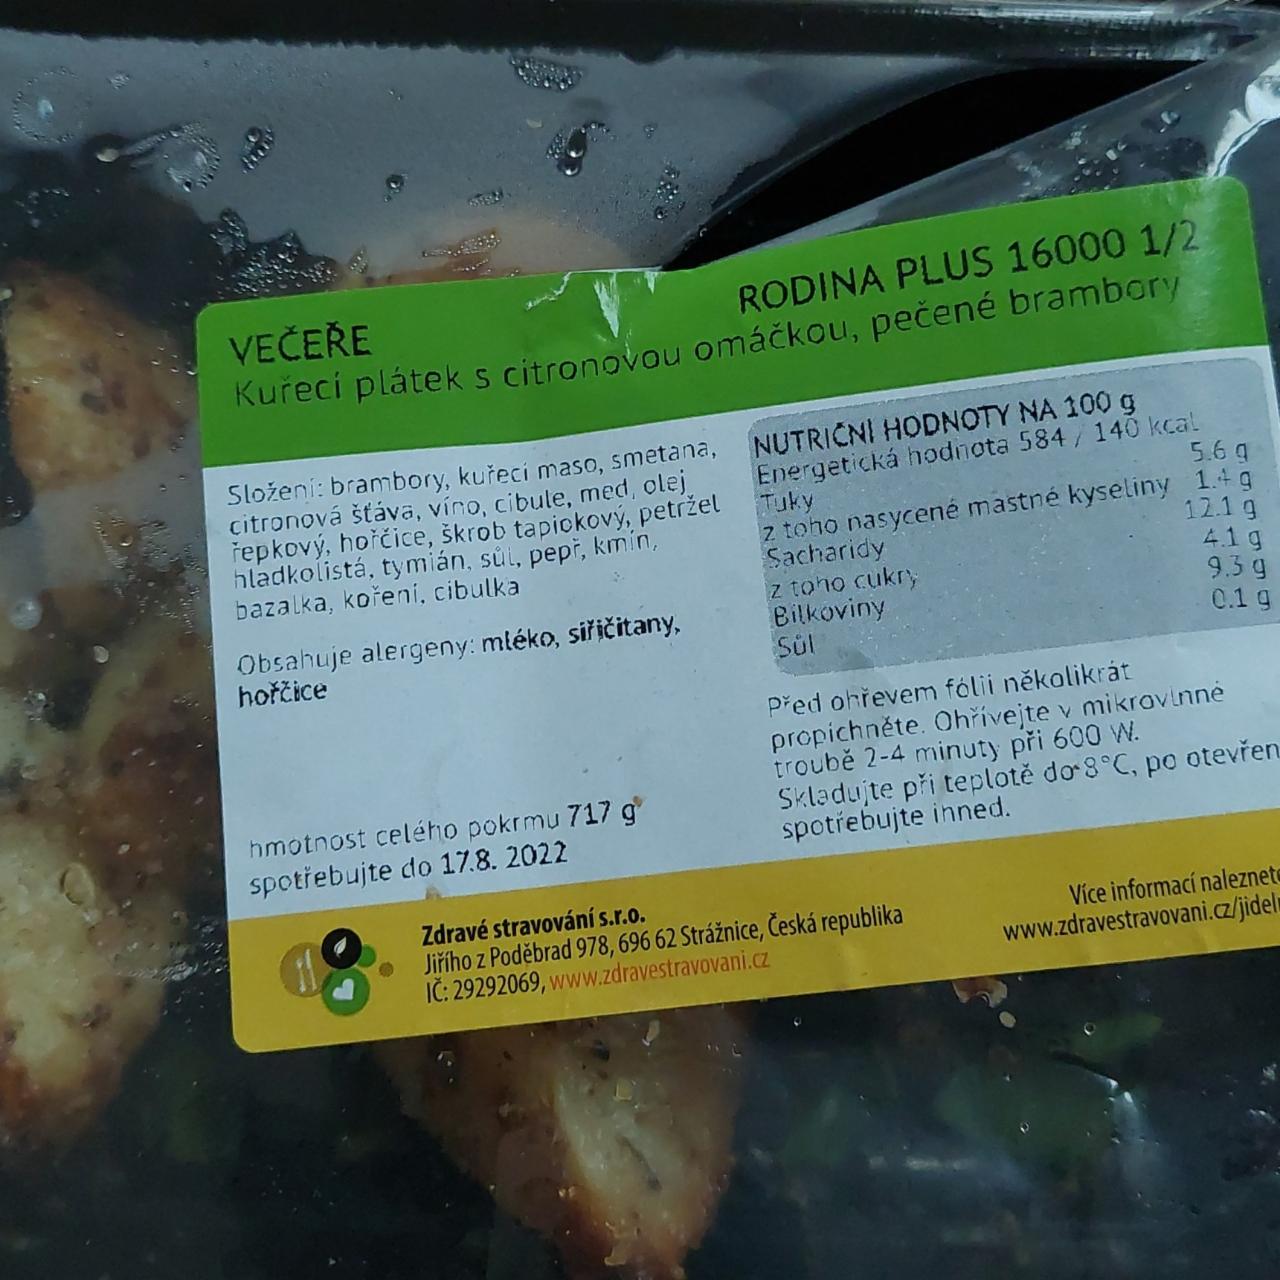 VEČEŘE
RODINA PLUS 16000 1/2
Kuřecí plátek s citronovou omáčkou, pečené brambory
Složení: brambory, kuřecí maso, smetana,
citronová šťáva, víno, cibule, med, olej
řepkový, hořčice, škrob tapiokový, petržel
hladkolistá, tymián, sůl, pepř, kmín,
bazalka, koření, cibulka
Obsahuje alergeny: mléko, siřičitany,
hořčice
hmotnost celého pokrmu 717 g
spotřebujte do 17.8. 2022
NUTRIČNÍ HODNOTY NA 100 g
Energetická hodnota 584 / 140 kcal
Tuky 5.6 g
z toho nasycené mastné kyseliny 1.4 g
Sacharidy 12.1 g
z toho cukry 4.1 g
Bílkoviny 9.3 g
Sůl 0.1 g
Před ohřevem fólii několikrát
propíchněte. Ohřívejte v mikrovlnné
troubě 2-4 minuty při 600 W.
Skladujte při teplotě do 8°C, po otevřen
spotřebujte ihned.
Zdravé stravování s.r.o.
Jiřího z Poděbrad 978, 696 62 Strážnice, Česká republika
IČ: 29292069, www.zdravestravovani.cz
Více informací naleznete
www.zdravestravovani.cz/jideln